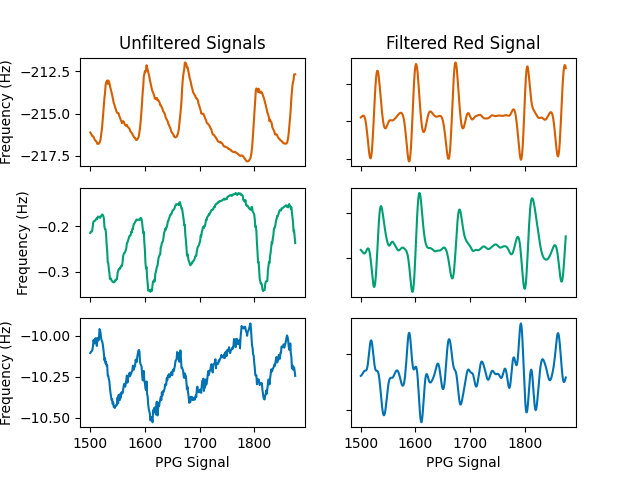 Unfiltered Signals
Filtered Red Signal
Frequency (Hz)
−212.5
−215.0
−217.5
Frequency (Hz)
−0.2
−0.3
Frequency (Hz)
−10.00
−10.25
−10.50
1500 1600 1700 1800
1500 1600 1700 1800
PPG Signal
PPG Signal